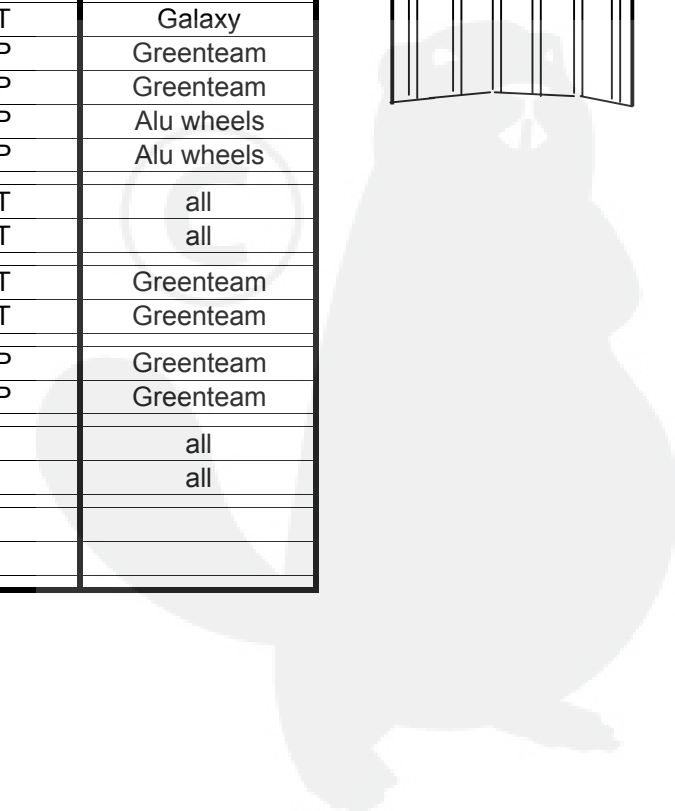 T Galaxy
P Greenteam
P Greenteam
P Alu wheels
P Alu wheels
T all
T all
T Greenteam
T Greenteam
P Greenteam
P Greenteam
all
all
©